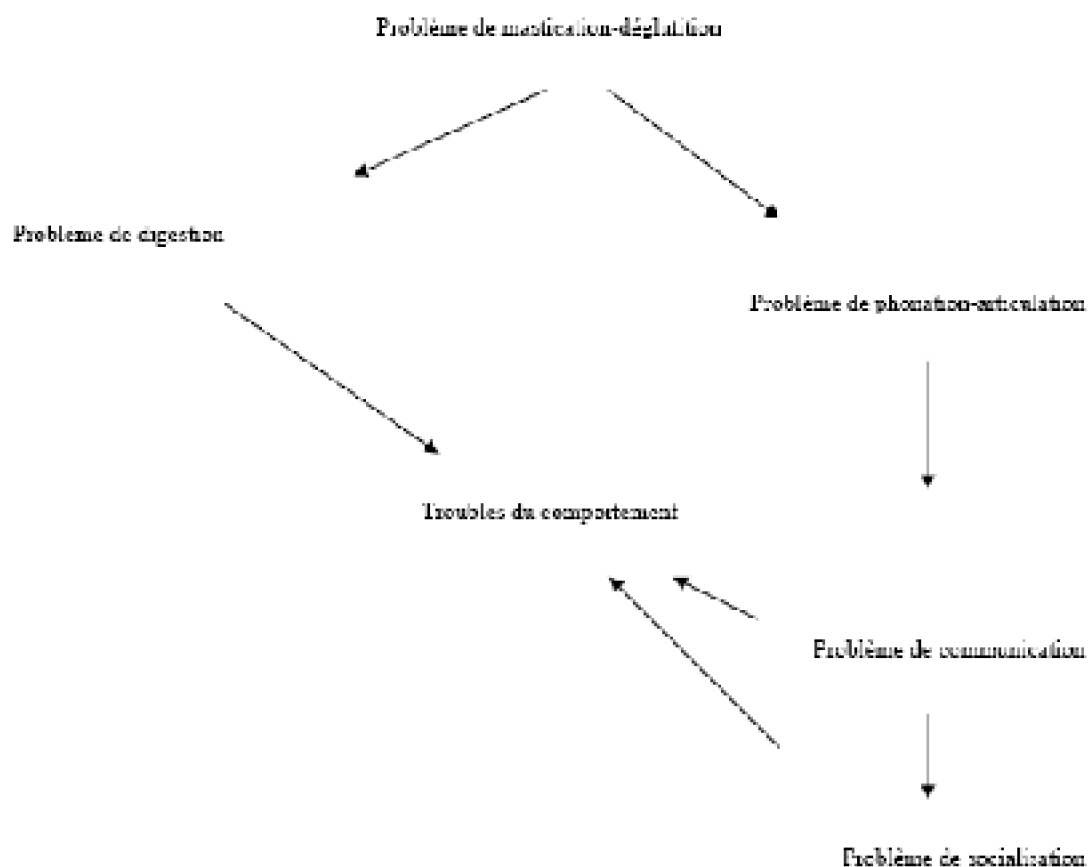 Problème de mastication-déglutition
Problème de digestion
Problème de phonation-articulation
Troubles du comportement
Problème de communication
Problème de socialisation